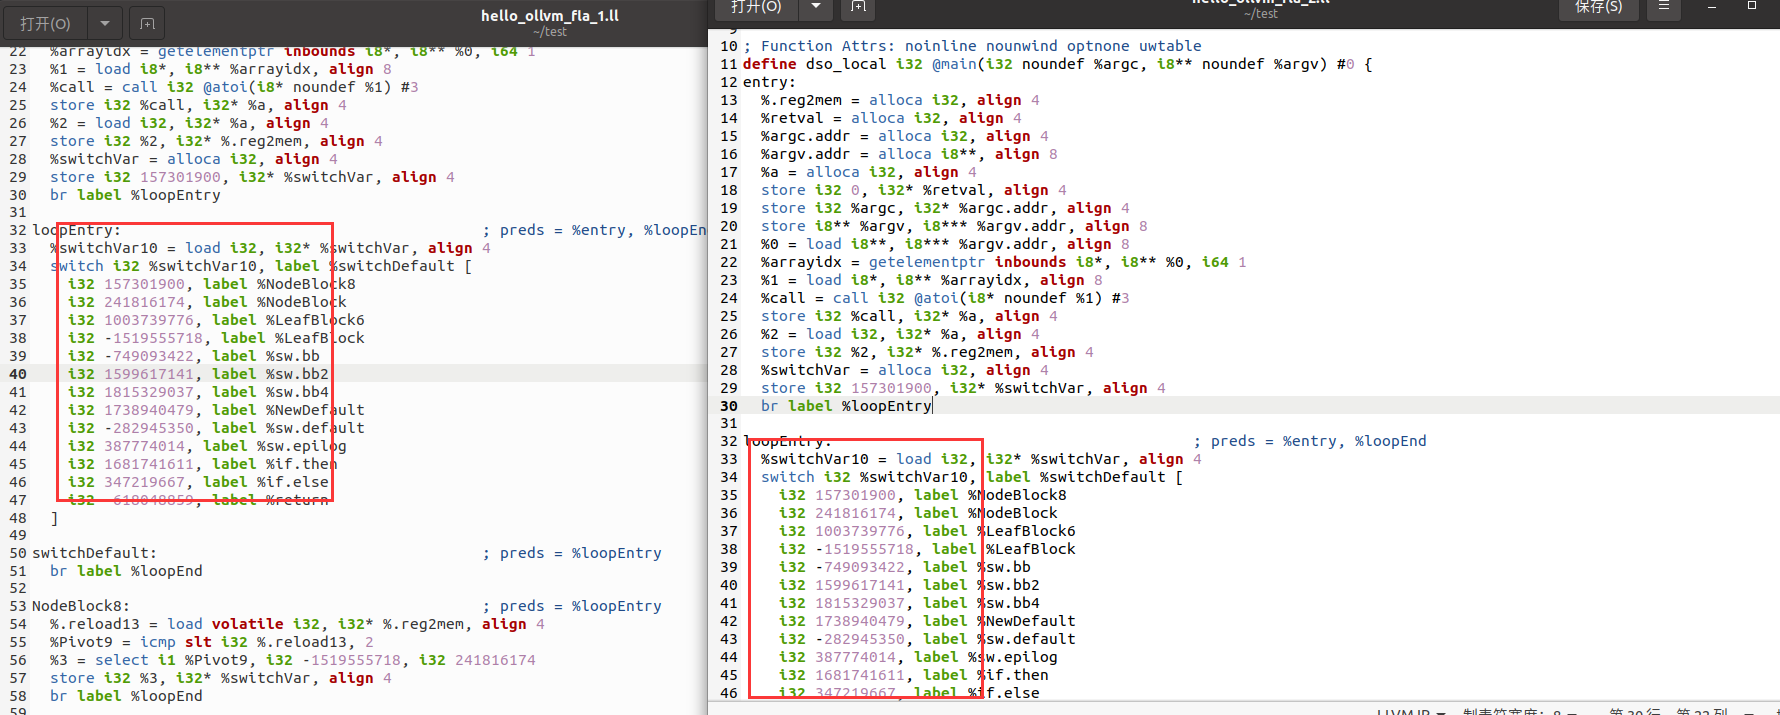 打开(O)
hello_ollvm_fla_1.ll
~/test
22 %arrayidx = getelementptr inbounds i8*, i8** %0, i64 1
23 %1 = load i8*, i8** %arrayidx, align 8
24 %call = call i32 @atoi(i8* noundef %1) #3
25 store i32 %call, i32* %a, align 4
26 %2 = load i32, i32* %a, align 4
27 store i32 %2, i32* %.reg2mem, align 4
28 %switchVar = alloca i32, align 4
29 store i32 157301900, i32* %switchVar, align 4
30 br label %loopEntry
31
32 loopEntry: ; preds = %entry, %loopEn
33 %switchVar10 = load i32, i32* %switchVar, align 4
34 switch i32 %switchVar10, label %switchDefault [
35 i32 157301900, label %NodeBlock8
36 i32 241816174, label %NodeBlock
37 i32 1003739776, label %LeafBlock6
38 i32 -1519555718, label %LeafBlock
39 i32 -749093422, label %sw.bb
40 i32 1599617141, label %sw.bb2
41 i32 1815329037, label %sw.bb4
42 i32 1738940479, label %NewDefault
43 i32 -282945350, label %sw.default
44 i32 387774014, label %sw.epilog
45 i32 1681741611, label %if.then
46 i32 347219667, label %if.else
47 i32 -618048859, label %return
48 ]
49
50 switchDefault: ; preds = %loopEntry
51 br label %loopEnd
52
53 NodeBlock8: ; preds = %loopEntry
54 %.reload13 = load volatile i32, i32* %.reg2mem, align 4
55 %Pivot9 = icmp slt i32 %.reload13, 2
56 %3 = select i1 %Pivot9, i32 -1519555718, i32 241816174
57 store i32 %3, i32* %switchVar, align 4
58 br label %loopEnd
59
打开(O)
hello_ollvm_fla_2.ll
~/test
保存(S)
9
10 ; Function Attrs: noinline nounwind optnone uwtable
11 define dso_local i32 @main(i32 noundef %argc, i8** noundef %argv) #0 {
12 entry:
13 %.reg2mem = alloca i32, align 4
14 %retval = alloca i32, align 4
15 %argc.addr = alloca i32, align 4
16 %argv.addr = alloca i8**, align 8
17 %a = alloca i32, align 4
18 store i32 0, i32* %retval, align 4
19 store i32 %argc, i32* %argc.addr, align 4
20 store i8** %argv, i8*** %argv.addr, align 8
21 %0 = load i8**, i8*** %argv.addr, align 8
22 %arrayidx = getelementptr inbounds i8*, i8** %0, i64 1
23 %1 = load i8*, i8** %arrayidx, align 8
24 %call = call i32 @atoi(i8* noundef %1) #3
25 store i32 %call, i32* %a, align 4
26 %2 = load i32, i32* %a, align 4
27 store i32 %2, i32* %.reg2mem, align 4
28 %switchVar = alloca i32, align 4
29 store i32 157301900, i32* %switchVar, align 4
30 br label %loopEntry
31
32 loopEntry: ; preds = %entry, %loopEnd
33 %switchVar10 = load i32, i32* %switchVar, align 4
34 switch i32 %switchVar10, label %switchDefault [
35 i32 157301900, label %NodeBlock8
36 i32 241816174, label %NodeBlock
37 i32 1003739776, label %LeafBlock6
38 i32 -1519555718, label %LeafBlock
39 i32 -749093422, label %sw.bb
40 i32 1599617141, label %sw.bb2
41 i32 1815329037, label %sw.bb4
42 i32 1738940479, label %NewDefault
43 i32 -282945350, label %sw.default
44 i32 387774014, label %sw.epilog
45 i32 1681741611, label %if.then
46 i32 347219667, label %if.else
LLVM IR 制表符宽度：8 第 30 行，第 22 列